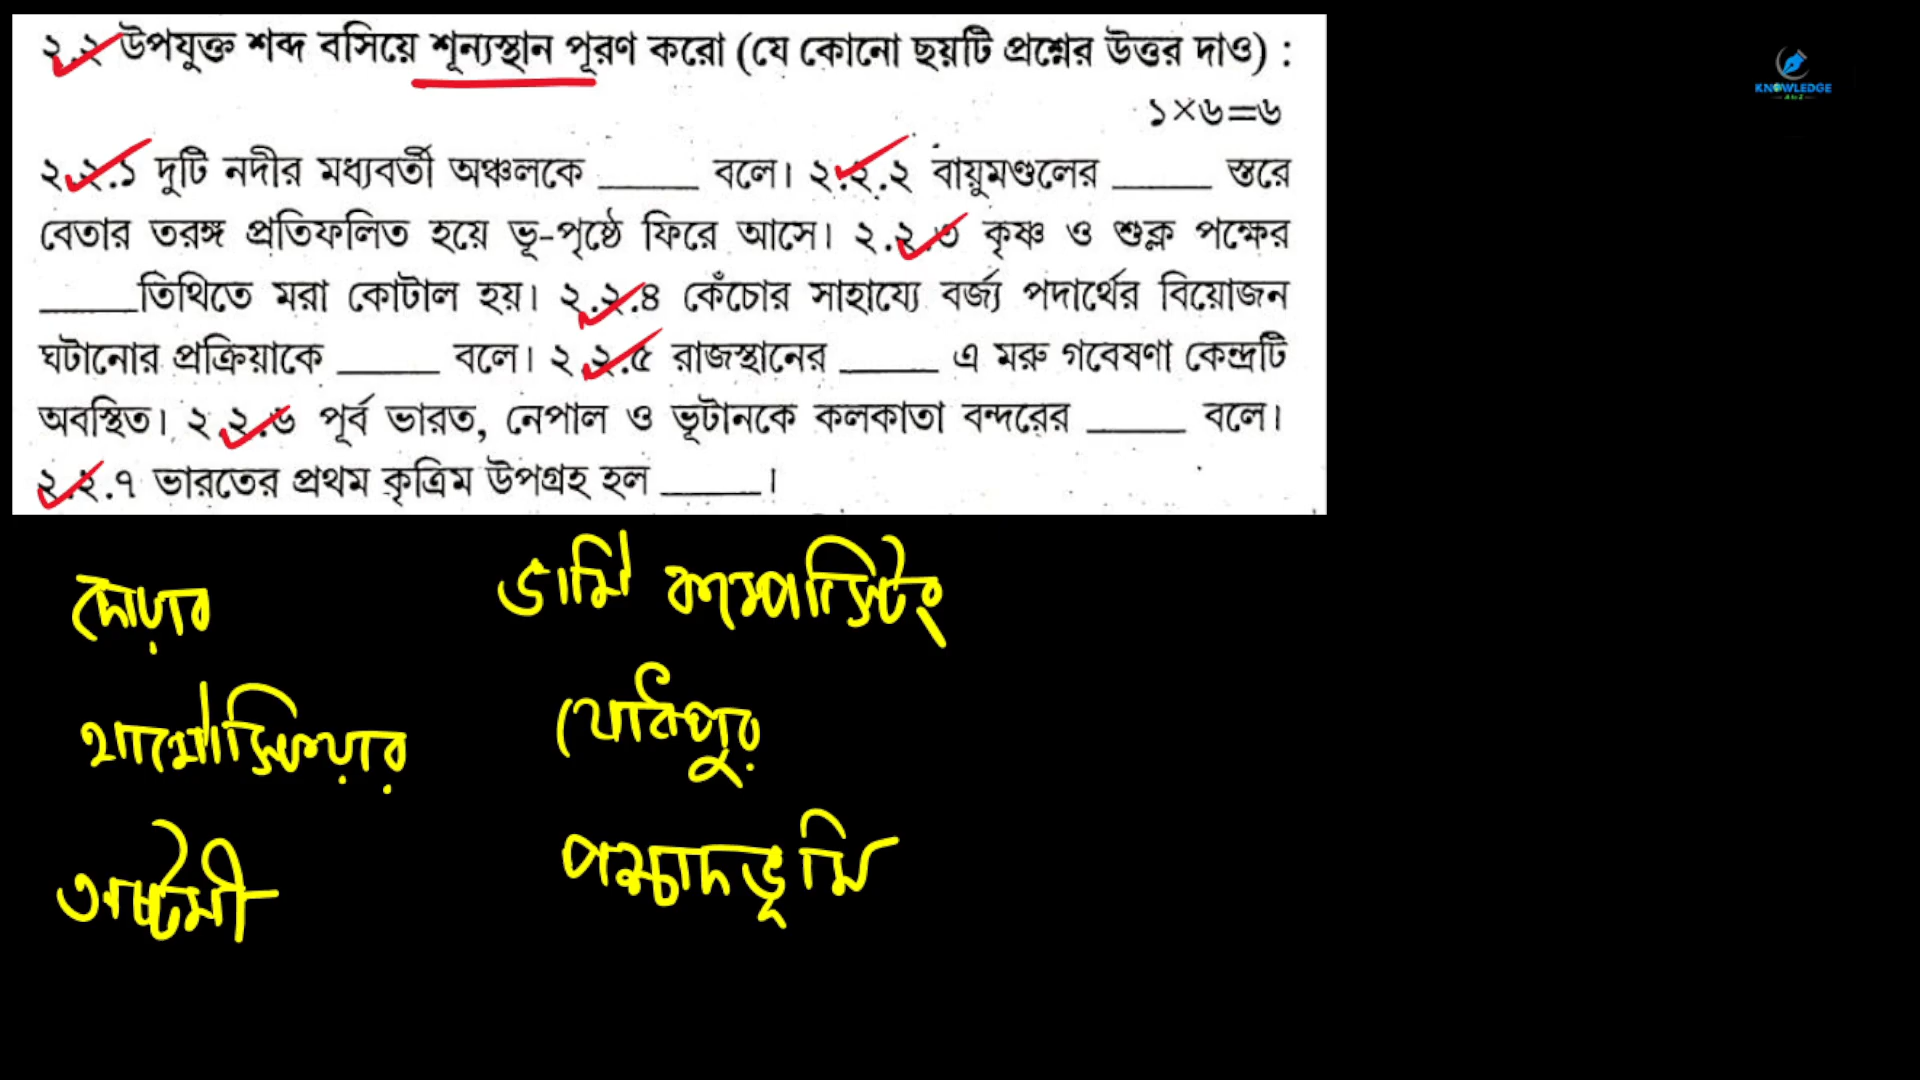 ২.২ উপযুক্ত শব্দ বসিয়ে শূন্যস্থান পূরণ করো (যে কোনো ছয়টি প্রশ্নের উত্তর দাও) :
১×৬=৬
২.২.১ দুটি নদীর মধ্যবর্তী অঞ্চলকে _____ বলে। ২.২.২ বায়ুমণ্ডলের _____ স্তরে
বেতার তরঙ্গ প্রতিফলিত হয়ে ভূ-পৃষ্ঠে ফিরে আসে। ২.২.৩ কৃষ্ণ ও শুক্ল পক্ষের
_____তিথিতে মরা কোটাল হয়। ২.২.৪ কেঁচোর সাহায্যে বর্জ্য পদার্থের বিয়োজন
ঘটানোর প্রক্রিয়াকে _____ বলে। ২.২.৫ রাজস্থানের _____ এ মরু গবেষণা কেন্দ্রটি
অবস্থিত। ২.২.৬ পূর্ব ভারত, নেপাল ও ভূটানকে কলকাতা বন্দরের _____ বলে।
২.২.৭ ভারতের প্রথম কৃত্রিম উপগ্রহ হল _____।
KNOWLEDGE
দোয়াব
থার্মোস্ফিয়ার
অষ্টমী
ভার্মি কম্পোস্টিং
যোধপুর
পশ্চাদভূমি